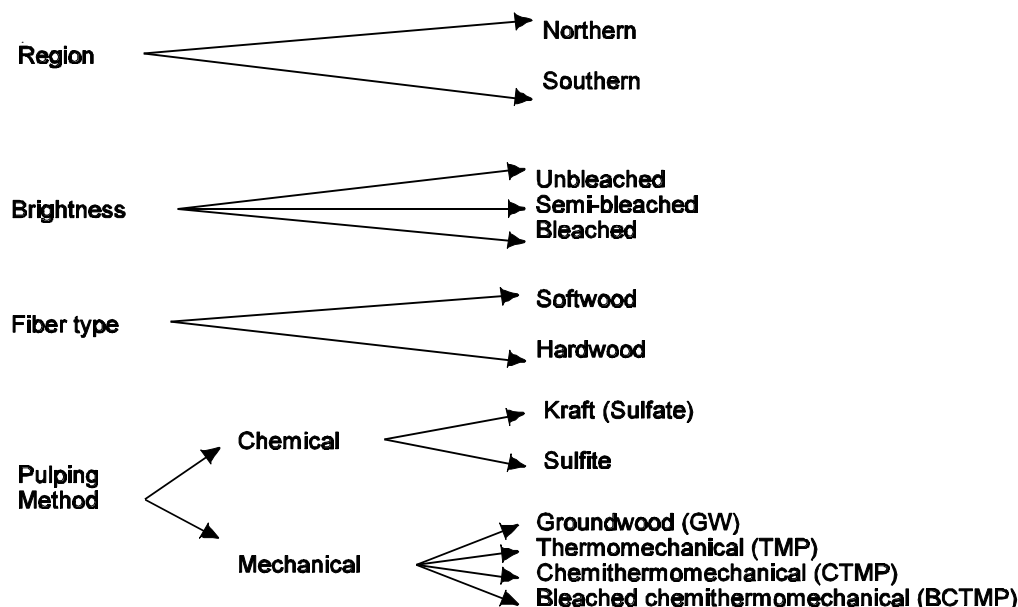 Region
Northern
Southern
Brightness
Unbleached
Semi-bleached
Bleached
Fiber type
Softwood
Hardwood
Pulping
Method
Chemical
Kraft (Sulfate)
Sulfite
Mechanical
Groundwood (GW)
Thermomechanical (TMP)
Chemithermomechanical (CTMP)
Bleached chemithermomechanical (BCTMP)